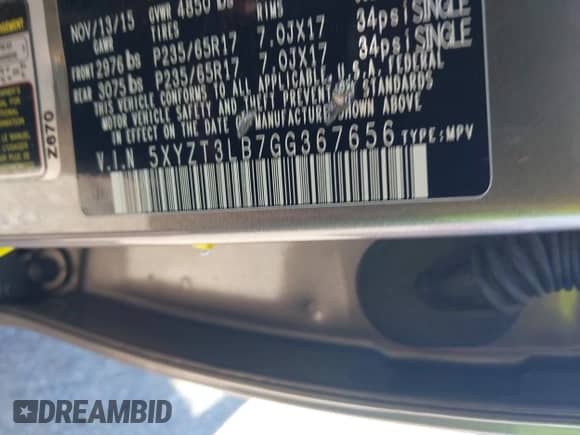 NOV/13/15 GVWR 4850 lbs
GAWR TIRES RIMS
FRONT 2976 lbs P235/65R17 7.0JX17 34psi SINGLE
REAR 3075 lbs P235/65R17 7.0JX17 34psi SINGLE
THIS VEHICLE CONFORMS TO ALL APPLICABLE U.S.A. FEDERAL
MOTOR VEHICLE SAFETY AND THEFT PREVENTION STANDARDS
IN EFFECT ON THE DATE OF MANUFACTURE SHOWN ABOVE.
V.I.N 5XYZT3LB7GG367656 TYPE:MPV
Z670
DREAMBID